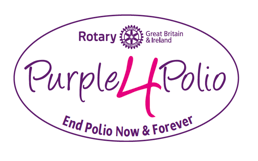 Rotary Great Britain
& Ireland
Purple4Polio
End Polio Now & Forever